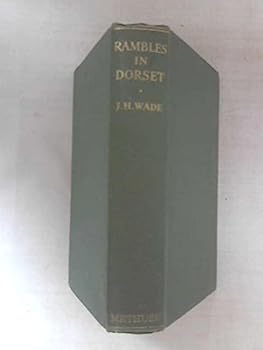 RAMBLES
IN
DORSET
J. H. WADE
METHUEN